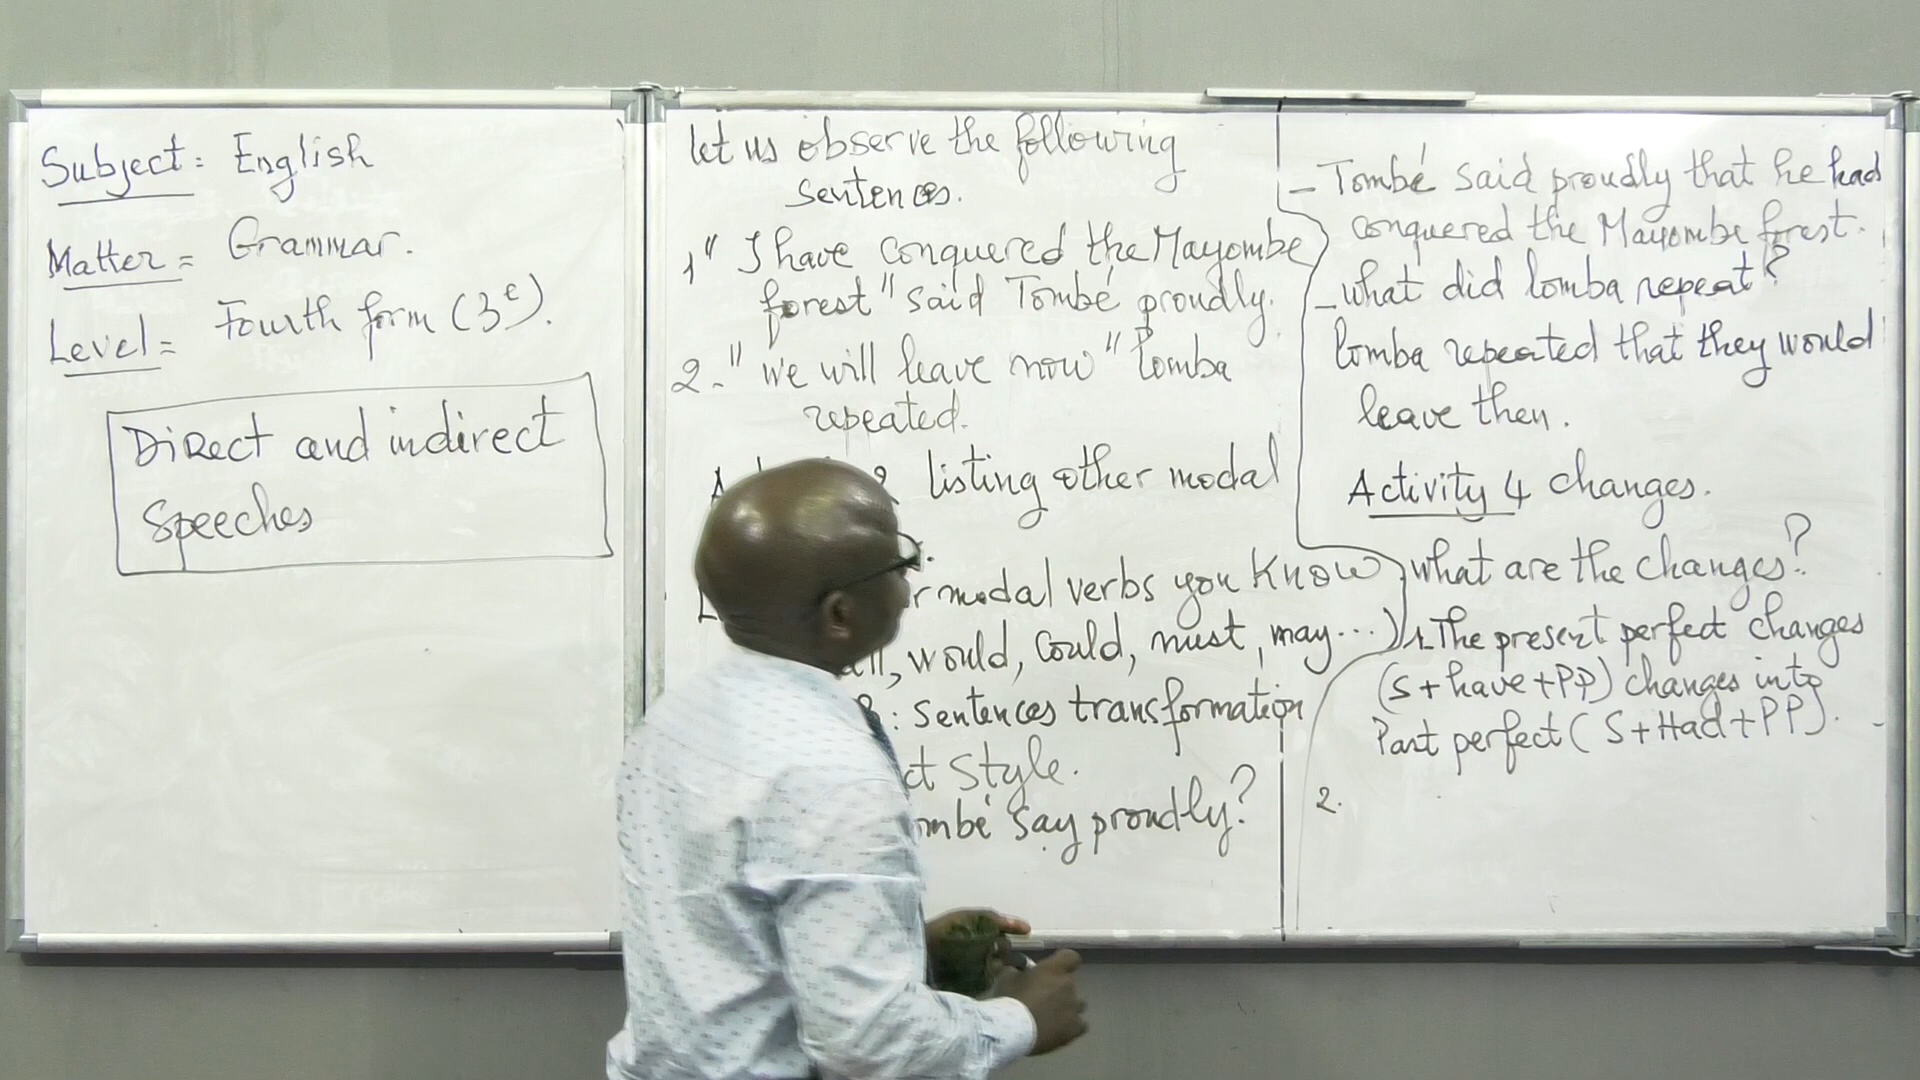 Subject: English
Matter = Grammar.
Level = Fourth form (3e).
Direct and indirect
Speeches
let us observe the following
sentences.
1 " I have conquered the Mayombe
forest " said Tombé proudly.
2 - " we will leave now " lomba
repeated.
listing other modal
modal verbs you know
would, could, must, may...)
: sentences transformation
Style.
say proudly?
- Tombé said proudly that he had
conquered the Mayombe forest.
- what did lomba repeat?
lomba repeated that they would
leave then.
Activity 4 changes.
what are the changes?
1. The present perfect changes
(S + have + PP) changes into
Past perfect ( S + Had + PP).
2.